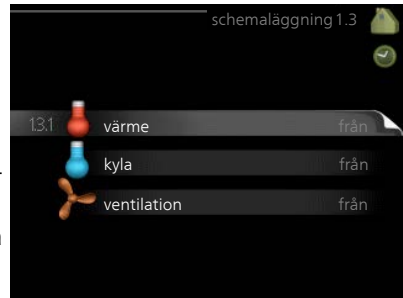 schemaläggning 1.3
1.3.1 värme från
kyla från
ventilation från